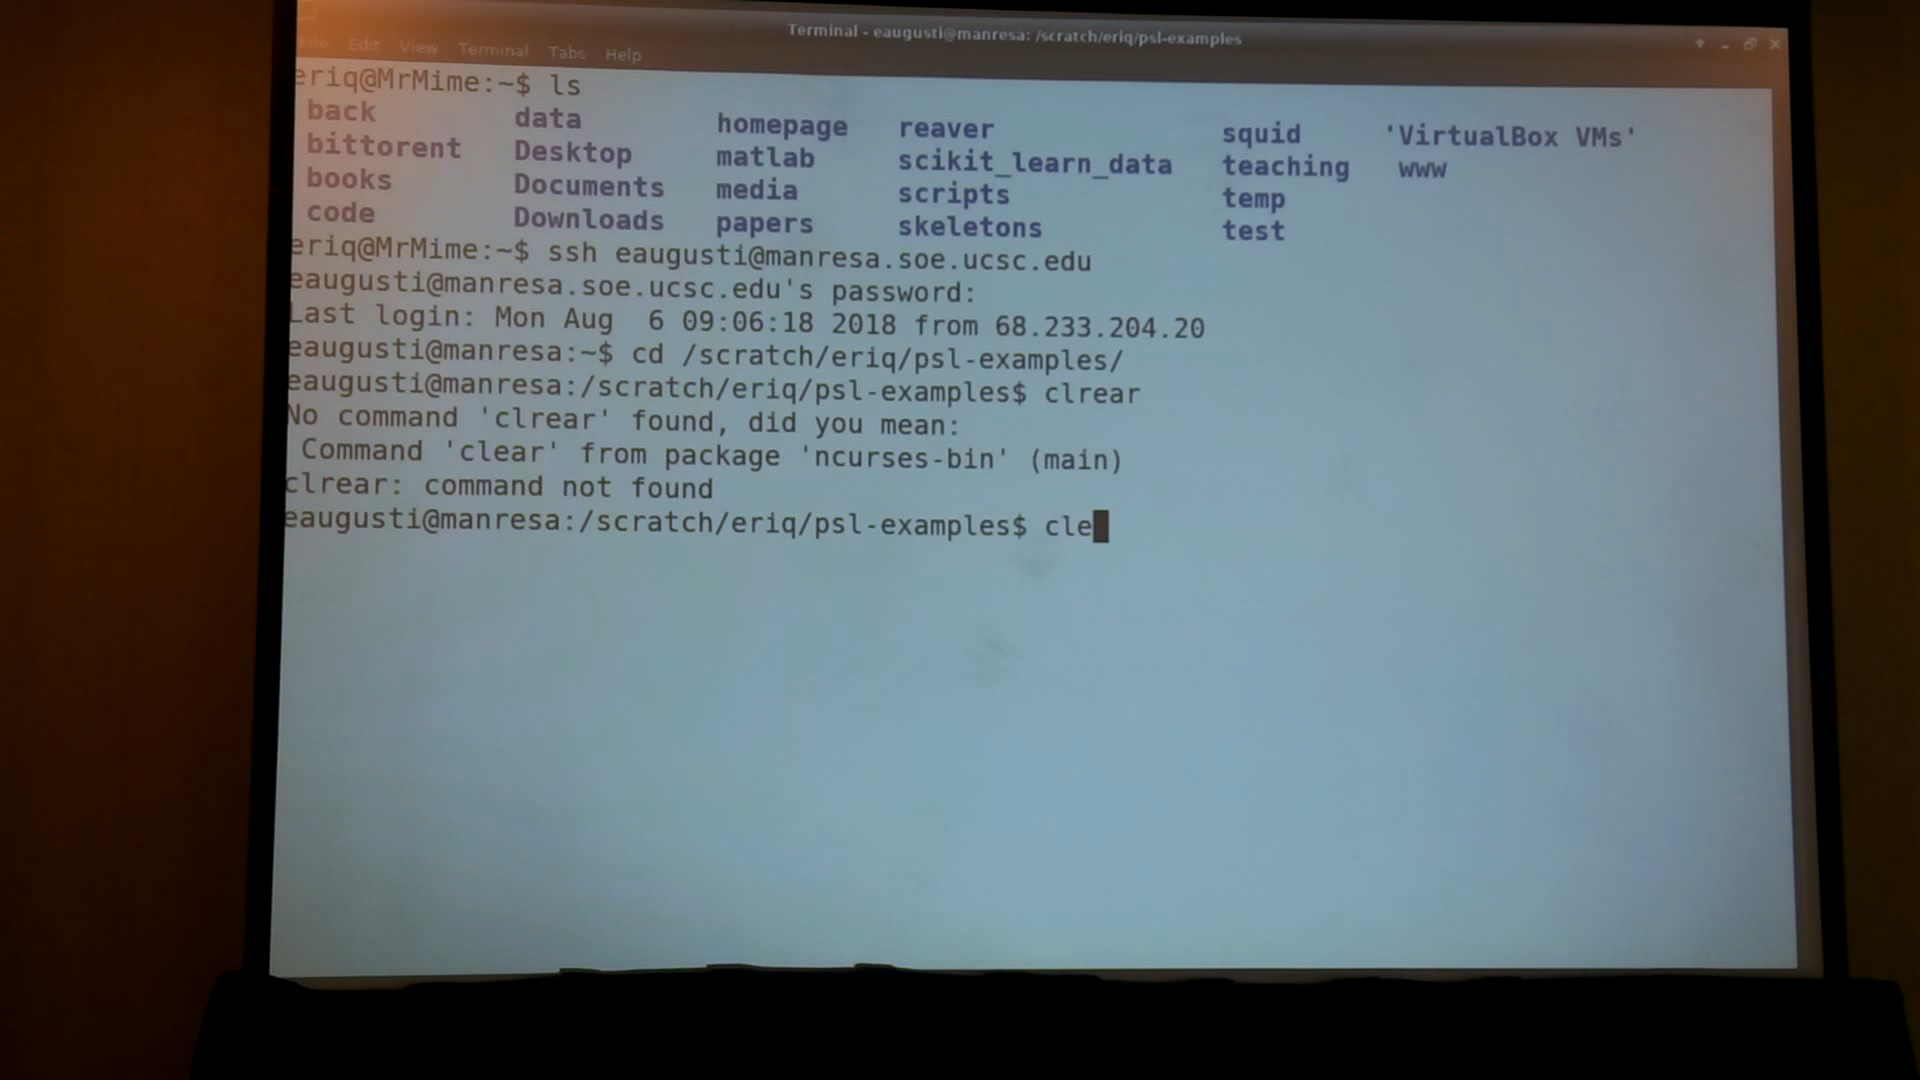 Terminal - eaugusti@manresa: /scratch/eriq/psl-examples
File Edit View Terminal Tabs Help
eriq@MrMime:~$ ls
back data homepage reaver squid 'VirtualBox VMs'
bittorent Desktop matlab scikit_learn_data teaching www
books Documents media scripts temp
code Downloads papers skeletons test
eriq@MrMime:~$ ssh eaugusti@manresa.soe.ucsc.edu
eaugusti@manresa.soe.ucsc.edu's password:
Last login: Mon Aug  6 09:06:18 2018 from 68.233.204.20
eaugusti@manresa:~$ cd /scratch/eriq/psl-examples/
eaugusti@manresa:/scratch/eriq/psl-examples$ clrear
No command 'clrear' found, did you mean:
 Command 'clear' from package 'ncurses-bin' (main)
clrear: command not found
eaugusti@manresa:/scratch/eriq/psl-examples$ cle